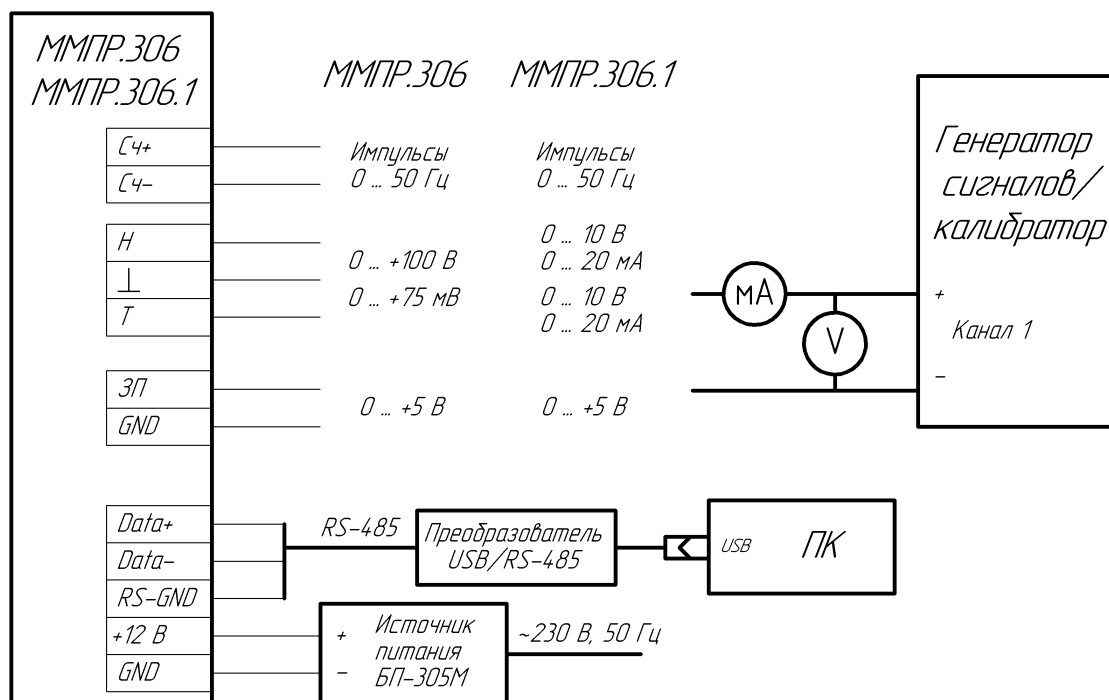 ММПР.306
ММПР.306.1
ММПР.306
ММПР.306.1
Сч+
Сч-
Импульсы
0 ... 50 Гц
Импульсы
0 ... 50 Гц
Н
⊥
Т
0 ... +100 В
0 ... +75 мВ
0 ... 10 В
0 ... 20 мА
0 ... 10 В
0 ... 20 мА
ЗП
GND
0 ... +5 В
0 ... +5 В
мА
V
Генератор
сигналов/
калибратор
+
Канал 1
-
Data+
Data-
RS-GND
+12 В
GND
RS-485
Преобразователь
USB/RS-485
USB
ПК
+
-
Источник
питания
БП-305М
~230 В, 50 Гц